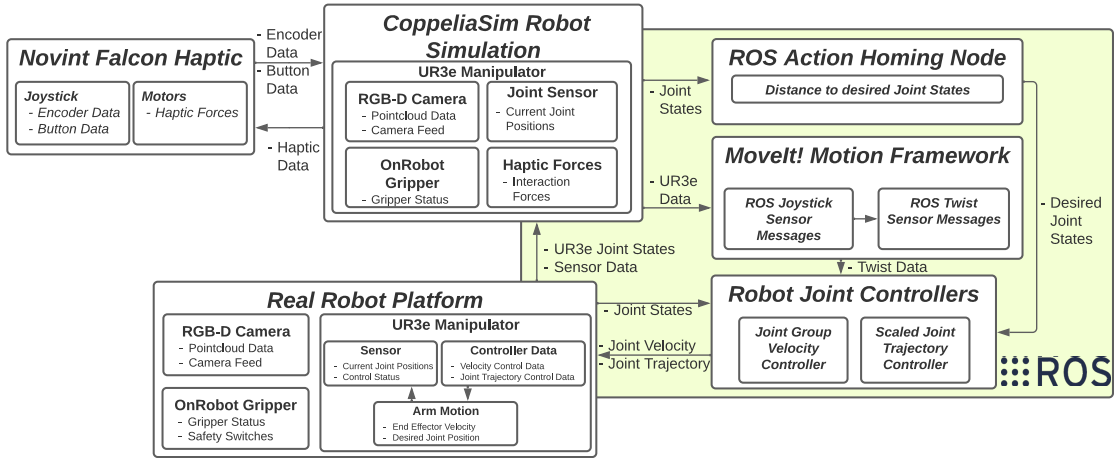 Novint Falcon Haptic
Joystick
- Encoder Data
- Button Data
Motors
- Haptic Forces
- Encoder
Data
- Button
Data
- Haptic
Data
CoppeliaSim Robot
Simulation
UR3e Manipulator
RGB-D Camera
- Pointcloud Data
- Camera Feed
Joint Sensor
- Current Joint
Positions
OnRobot
Gripper
- Gripper Status
Haptic Forces
- Interaction
Forces
- Joint
States
- UR3e
Data
ROS Action Homing Node
Distance to desired Joint States
MoveIt! Motion Framework
ROS Joystick
Sensor
Messages
ROS Twist
Sensor Messages
- Desired
Joint
States
- Twist Data
- UR3e Joint States
- Sensor Data
Real Robot Platform
RGB-D Camera
- Pointcloud Data
- Camera Feed
OnRobot Gripper
- Gripper Status
- Safety Switches
UR3e Manipulator
Sensor
- Current Joint Positions
- Control Status
Controller Data
- Velocity Control Data
- Joint Trajectory Control Data
Arm Motion
- End Effector Velocity
- Desired Joint Position
- Joint States
- Joint Velocity
- Joint Trajectory
Robot Joint Controllers
Joint Group
Velocity
Controller
Scaled Joint
Trajectory
Controller
ROS